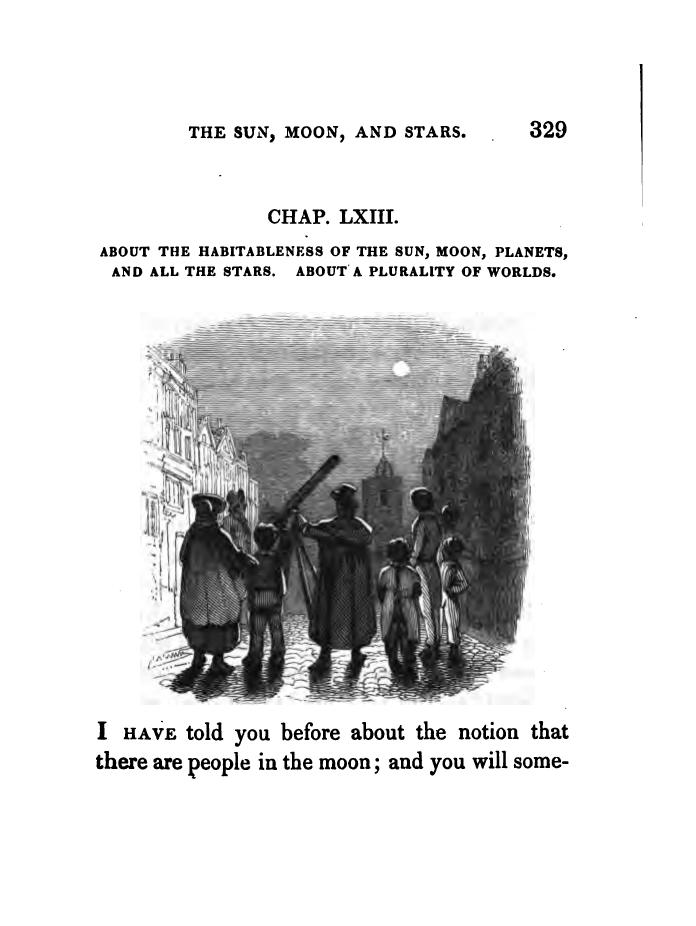 THE SUN, MOON, AND STARS. 329
CHAP. LXIII.
ABOUT THE HABITABLENESS OF THE SUN, MOON, PLANETS,
AND ALL THE STARS. ABOUT A PLURALITY OF WORLDS.
I HAVE told you before about the notion that
there are people in the moon; and you will some-